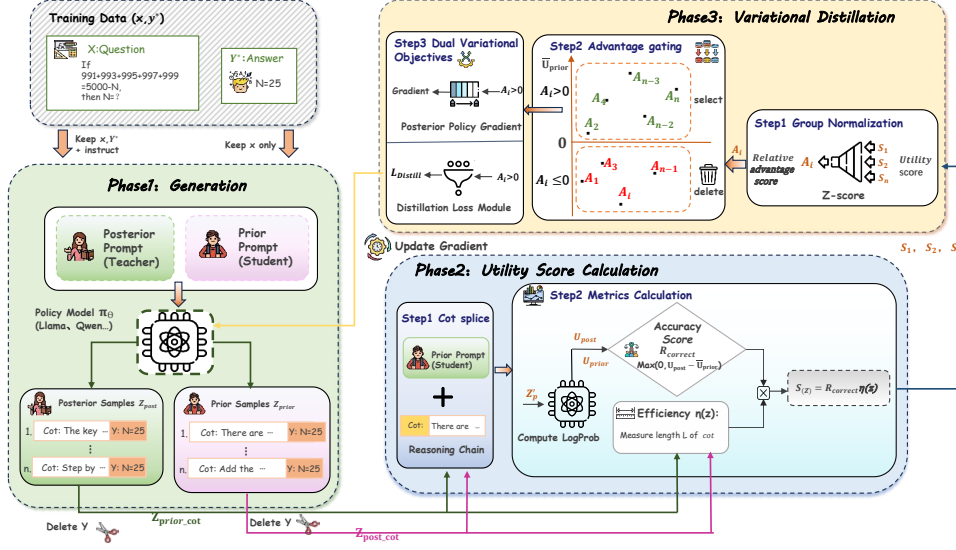 Training Data (x, y*)
X:Question
If
991+993+995+997+999
=5000-N,
then N=?
Y*:Answer
N=25
Keep x,Y*
+ instruct
Keep x only
Phase1: Generation
Posterior
Prompt
(Teacher)
Prior
Prompt
(Student)
Policy Model πΘ
(Llama、Qwen…)
Posterior Samples Zpost
1, Cot: The key … Y: N=25
⋮
n, Cot: Step by … Y: N=25
Prior Samples Zprior
1, Cot: There are … Y: N=25
⋮
n. Cot: Add the … Y: N=25
Delete Y
Zprior_cot
Delete Y
Zpost_cot
Phase3: Variational Distillation
Step3 Dual Variational
Objectives
Gradient
Ai>0
Posterior Policy Gradient
LDistill
Ai>0
Distillation Loss Module
Step2 Advantage gating
U̅prior
Ai>0
0
Ai ≤0
An−3
An
A4
An−2
A2
select
A3
An−1
A1
Ai
delete
Ai
Step1 Group Normalization
Relative
advantage
score
Ai
S1
S2
Sn
Utility
score
Z-score
Update Gradient
S1, S2, S
Phase2: Utility Score Calculation
Step1 Cot splice
Prior Prompt
(Student)
+
Cot: There are …
Reasoning Chain
Step2 Metrics Calculation
Z′p
Compute LogProb
Upost
Uprior
Accuracy
Score
Rcorrect
Max(0, Upost − U̅prior)
Efficiency η(z):
Measure length L of cot
S(Z) = Rcorrectη(z)